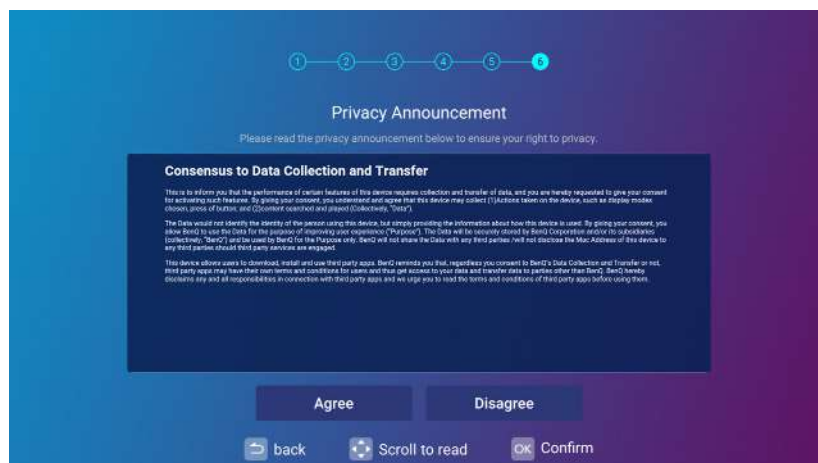 1 2 3 4 5 6
Privacy Announcement
Please read the privacy announcement below to ensure your right to privacy.
Consensus to Data Collection and Transfer
This is to inform you that the performance of certain features of this device requires collection and transfer of data, and you are hereby requested to give your consent
for activating such features. By giving your consent, you understand and agree that this device may collect (1)Actions taken on the device, such as display modes
chosen, press of button; and (2)content searched and played (Collectively, "Data").
The Data would not identify the identity of the person using this device, but simply providing the information about how this device is used. By giving your consent, you
allow BenQ to use the Data for the purpose of improving user experience ("Purpose"). The Data will be securely stored by BenQ Corporation and/or its subsidiaries
(collectively, "BenQ") and be used by BenQ for the Purpose only. BenQ will not share the Data with any third parties /will not disclose the Mac Address of this device to
any third parties should third party services are engaged.
This device allows users to download, install and use third party apps. BenQ reminds you that, regardless you consent to BenQ's Data Collection and Transfer or not,
third party apps may have their own terms and conditions for users and thus get access to your data and transfer data to parties other than BenQ. BenQ hereby
disclaims any and all responsibilities in connection with third party apps and we urge you to read the terms and conditions of third party apps before using them.
Agree Disagree
back Scroll to read OK Confirm